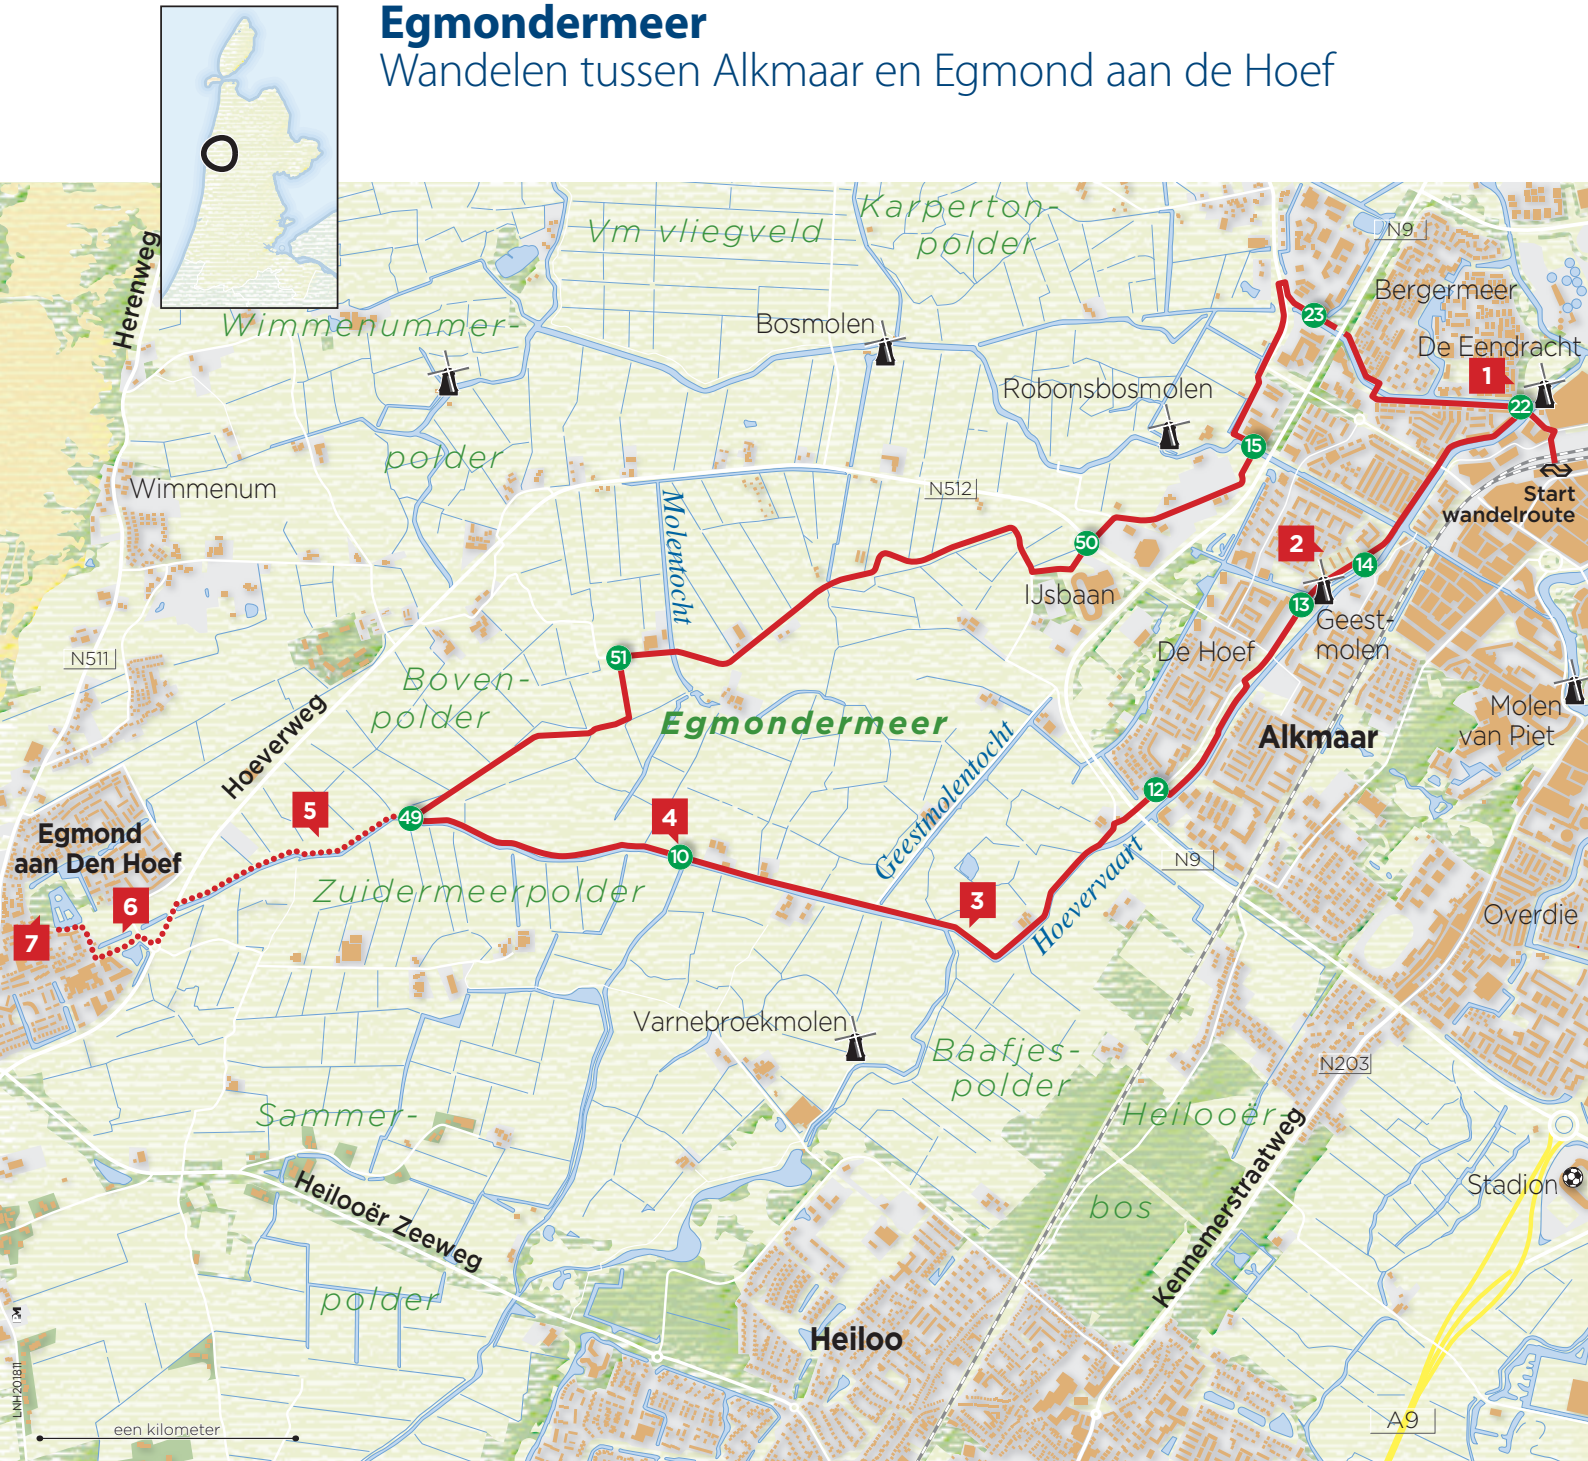 Egmondermeer
Wandelen tussen Alkmaar en Egmond aan de Hoef
Herenweg
Vm vliegveld
Karperton-
polder
N9
Bergermeer
23
Wimmenummer-
polder
Bosmolen
De Eendracht
1
22
Robonsbosmolen
15
Wimmenum
N512
Start
wandelroute
Molentocht
50
2
14
IJsbaan
13
Geest-
molen
De Hoef
N511
51
Boven-
polder
Egmondermeer
Molen
van Piet
Alkmaar
Hoeverweg
Geestmolentocht
12
5
49
4
10
Egmond
aan Den Hoef
Hoevervaart
N9
Zuidermeerpolder
6
3
7
Overdie
Varnebroekmolen
Baafjes-
polder
N203
Sammer-
polder
Heilooër-
bos
Kennemerstraatweg
Stadion
Heilooër Zeeweg
Heiloo
LNH201811
een kilometer
A9